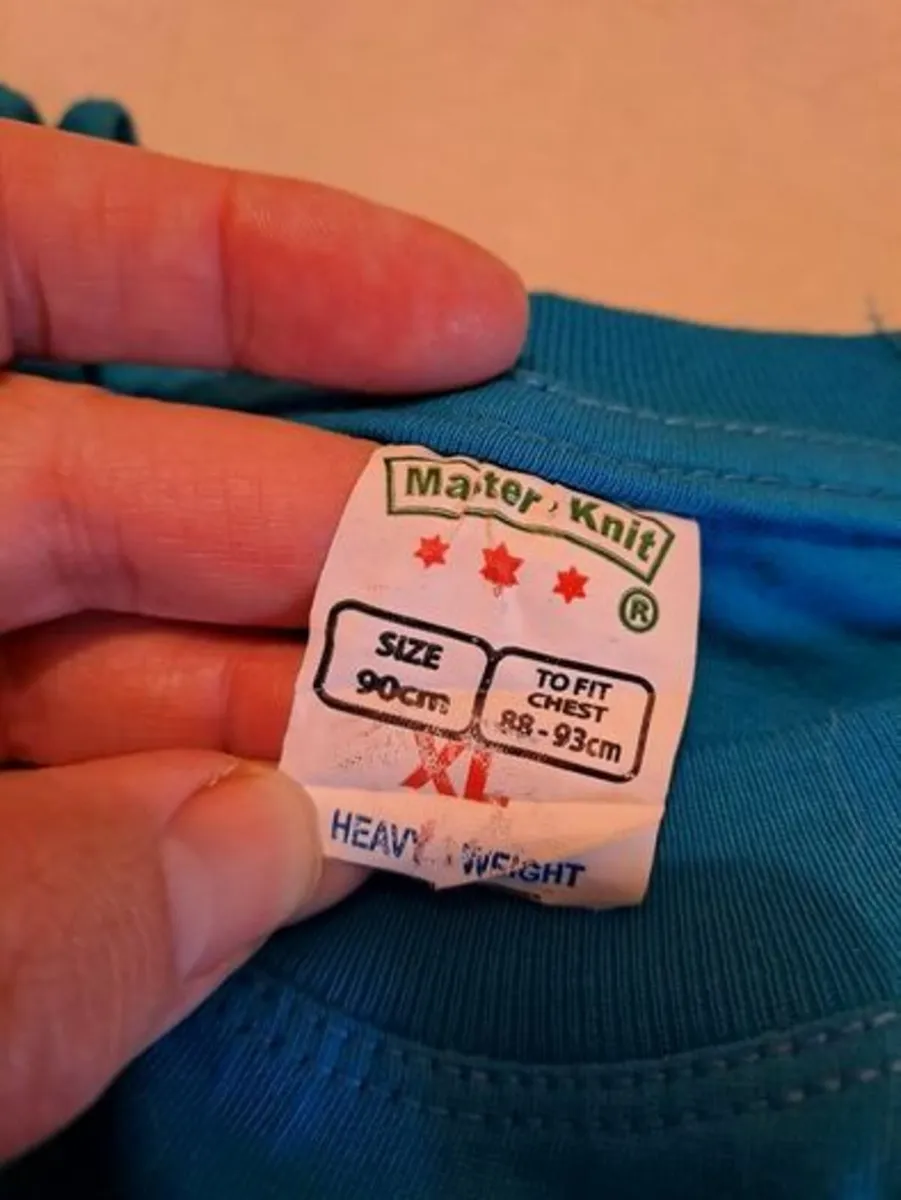 Master Knit
®
SIZE
90cm
TO FIT
CHEST
88-93cm
XL
HEAVY WEIGHT